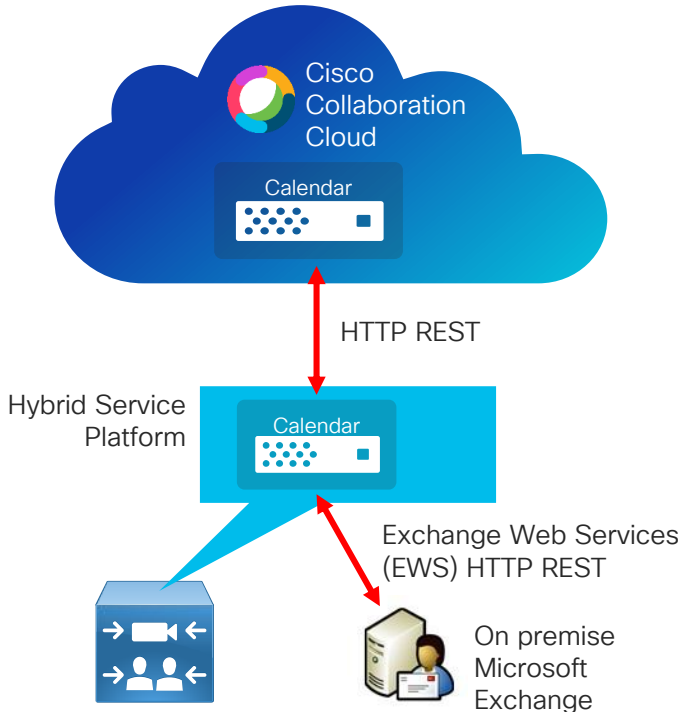 Cisco
Collaboration
Cloud
Calendar
HTTP REST
Hybrid Service
Platform
Calendar
Exchange Web Services
(EWS) HTTP REST
On premise
Microsoft
Exchange